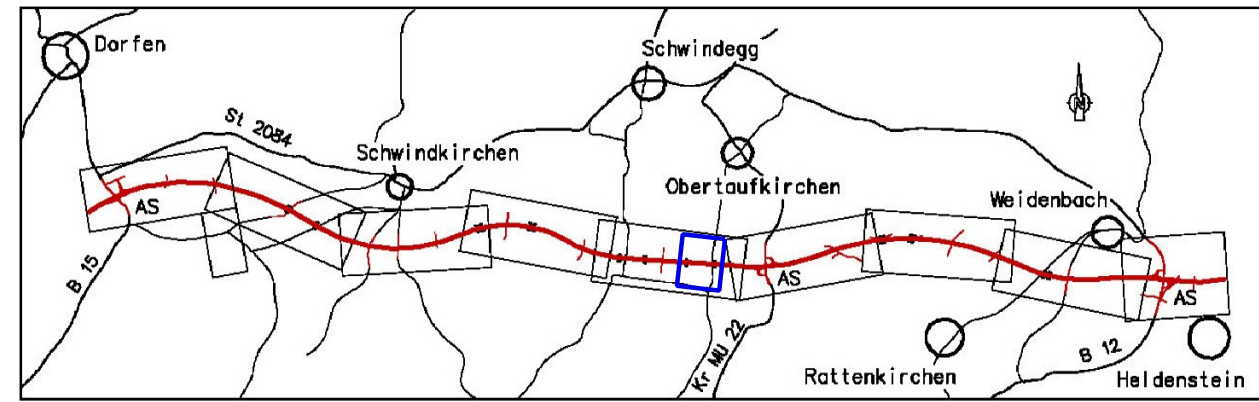 Dorfen
Schwindegg
N
St 2084
Schwindkirchen
Obertaufkirchen
Weidenbach
AS
AS
AS
B 15
Kr MÜ 22
B 12
Rattenkirchen
Heldenstein